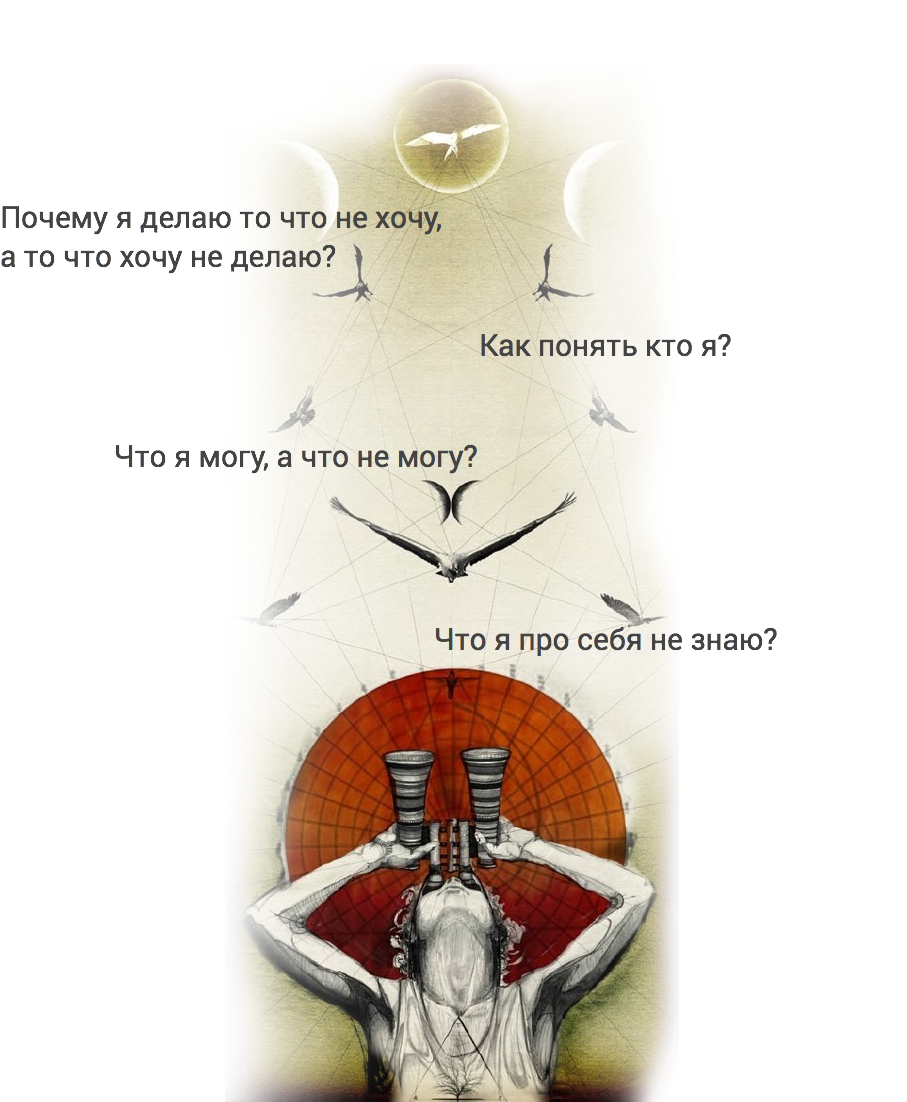 Почему я делаю то что не хочу,
а то что хочу не делаю?
Как понять кто я?
Что я могу, а что не могу?
Что я про себя не знаю?